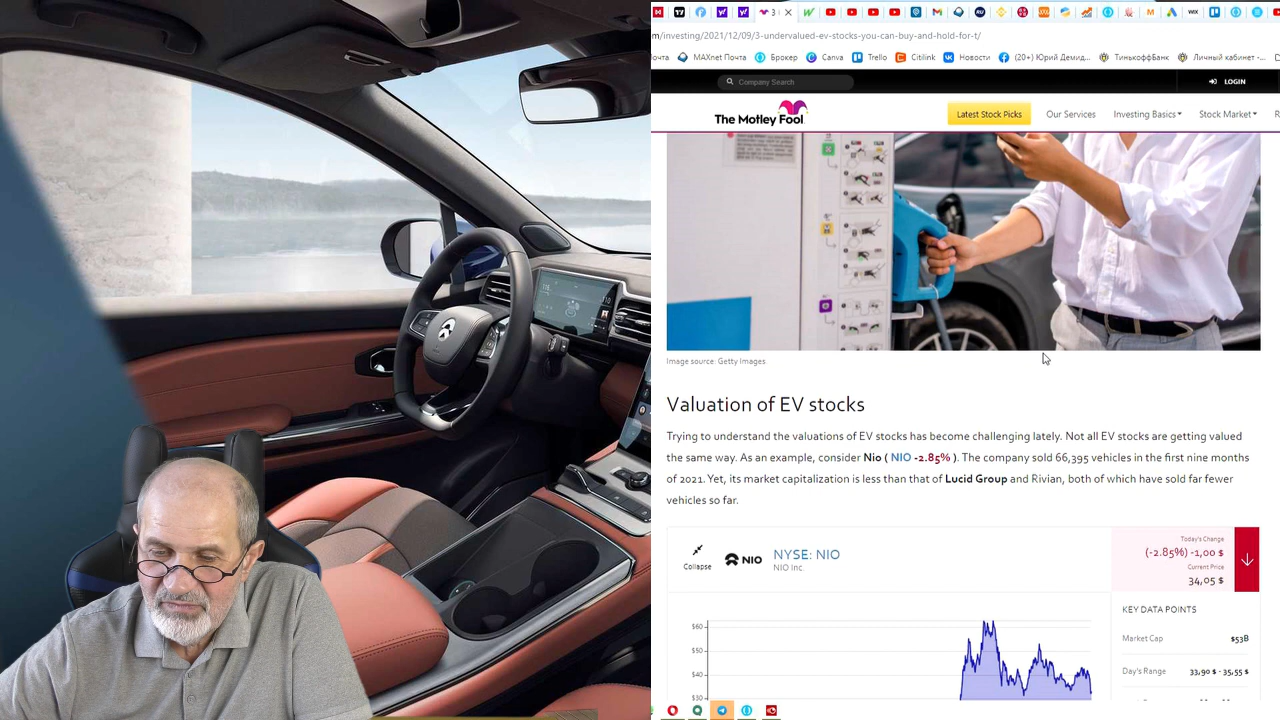 m/investing/2021/12/09/3-undervalued-ev-stocks-you-can-buy-and-hold-for-t/
очта MAXnet Почта Брокер Canva Trello Citilink Новости (20+) Юрий Демид... ТинькоффБанк Личный кабинет -...
Company Search LOGIN
The Motley Fool Latest Stock Picks Our Services Investing Basics Stock Market R
Image source: Getty Images
Valuation of EV stocks
Trying to understand the valuations of EV stocks has become challenging lately. Not all EV stocks are getting valued
the same way. As an example, consider Nio ( NIO -2.85% ). The company sold 66,395 vehicles in the first nine months
of 2021. Yet, its market capitalization is less than that of Lucid Group and Rivian, both of which have sold far fewer
vehicles so far.
Collapse
NIO
NYSE: NIO
NIO Inc.
Today's Change
(-2.85%) -1,00 $
Current Price
34,05 $
KEY DATA POINTS
Market Cap $53B
Day's Range 33,90 $ - 35,55 $
$60
$50
$40
$30